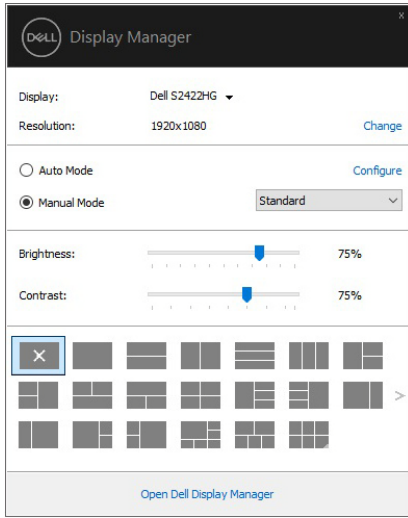 x
DELL Display Manager
Display: Dell S2422HG
Resolution: 1920x1080 Change
Auto Mode Configure
Manual Mode Standard
Brightness: 75%
Contrast: 75%
Open Dell Display Manager